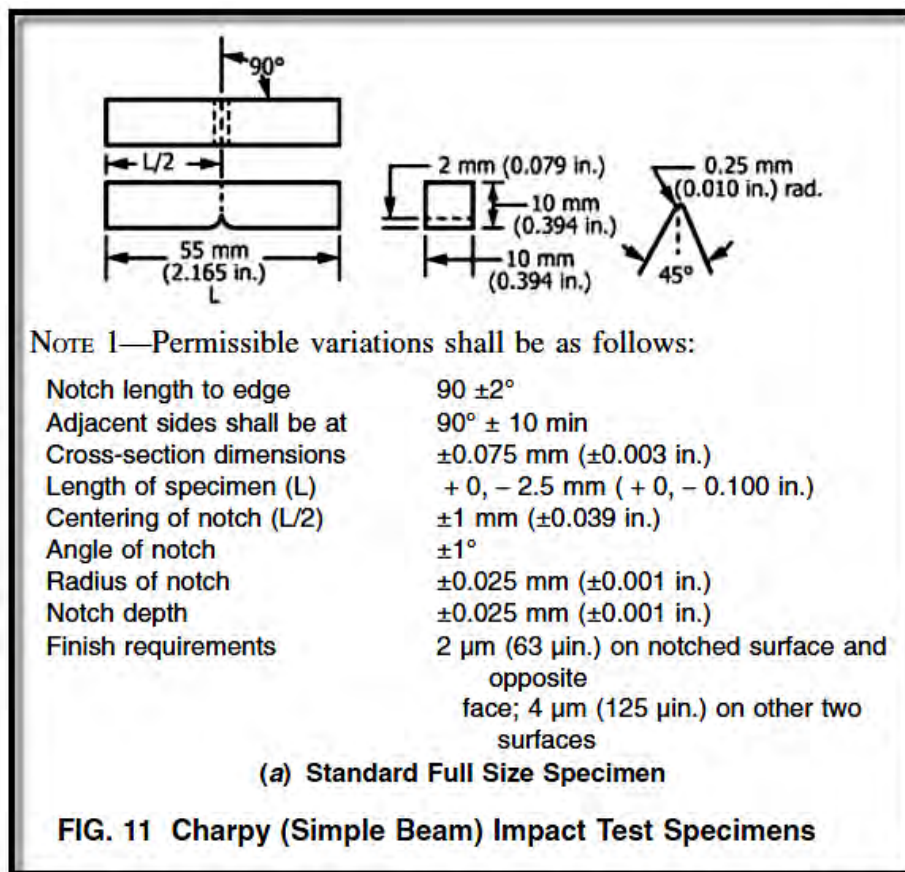 90°
L/2
55 mm
(2.165 in.)
L
2 mm (0.079 in.)
10 mm
(0.394 in.)
10 mm
(0.394 in.)
0.25 mm
(0.010 in.) rad.
45°
NOTE 1—Permissible variations shall be as follows:
Notch length to edge 90 ±2°
Adjacent sides shall be at 90° ± 10 min
Cross-section dimensions ±0.075 mm (±0.003 in.)
Length of specimen (L) + 0, – 2.5 mm ( + 0, – 0.100 in.)
Centering of notch (L/2) ±1 mm (±0.039 in.)
Angle of notch ±1°
Radius of notch ±0.025 mm (±0.001 in.)
Notch depth ±0.025 mm (±0.001 in.)
Finish requirements 2 µm (63 µin.) on notched surface and
opposite
face; 4 µm (125 µin.) on other two
surfaces
(a) Standard Full Size Specimen
FIG. 11 Charpy (Simple Beam) Impact Test Specimens